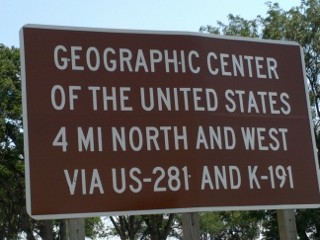 GEOGRAPHIC CENTER
OF THE UNITED STATES
4 MI NORTH AND WEST
VIA US-281 AND K-191